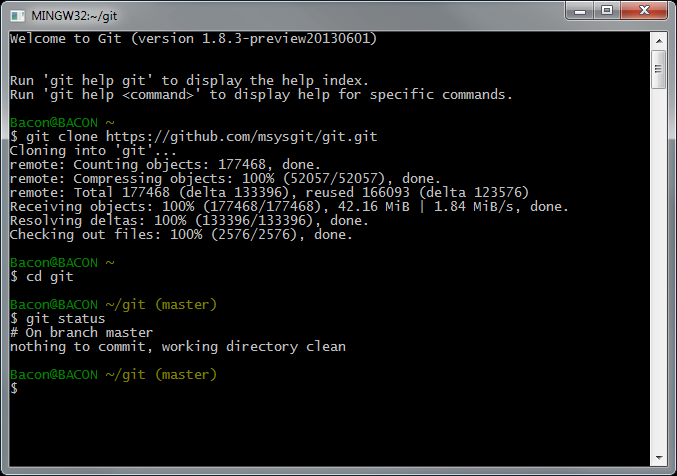 MINGW32:~/git
Welcome to Git (version 1.8.3-preview20130601)
Run 'git help git' to display the help index.
Run 'git help <command>' to display help for specific commands.
Bacon@BACON ~
$ git clone https://github.com/msysgit/git.git
Cloning into 'git'...
remote: Counting objects: 177468, done.
remote: Compressing objects: 100% (52057/52057), done.
remote: Total 177468 (delta 133396), reused 166093 (delta 123576)
Receiving objects: 100% (177468/177468), 42.16 MiB | 1.84 MiB/s, done.
Resolving deltas: 100% (133396/133396), done.
Checking out files: 100% (2576/2576), done.
Bacon@BACON ~
$ cd git
Bacon@BACON ~/git (master)
$ git status
# On branch master
nothing to commit, working directory clean
Bacon@BACON ~/git (master)
$